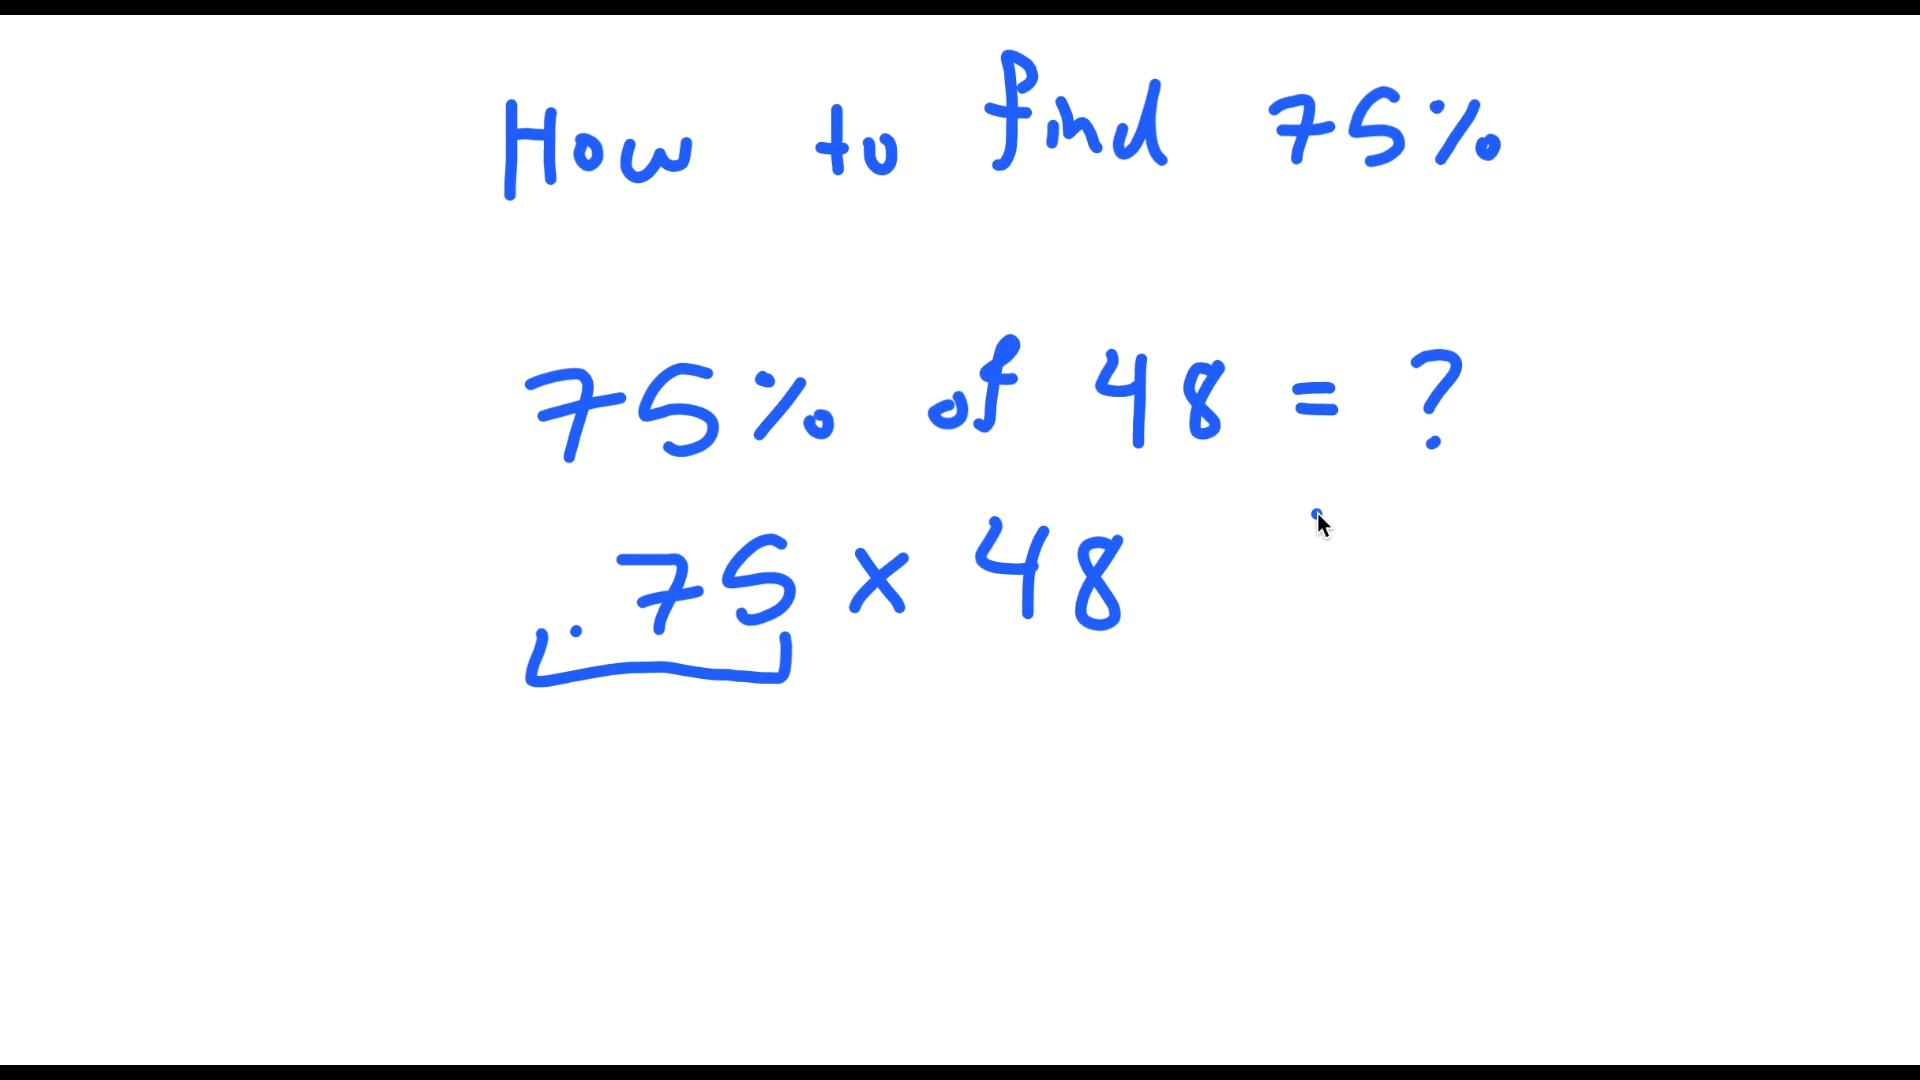 How to find 75%
75% of 48 = ?
.75 x 48